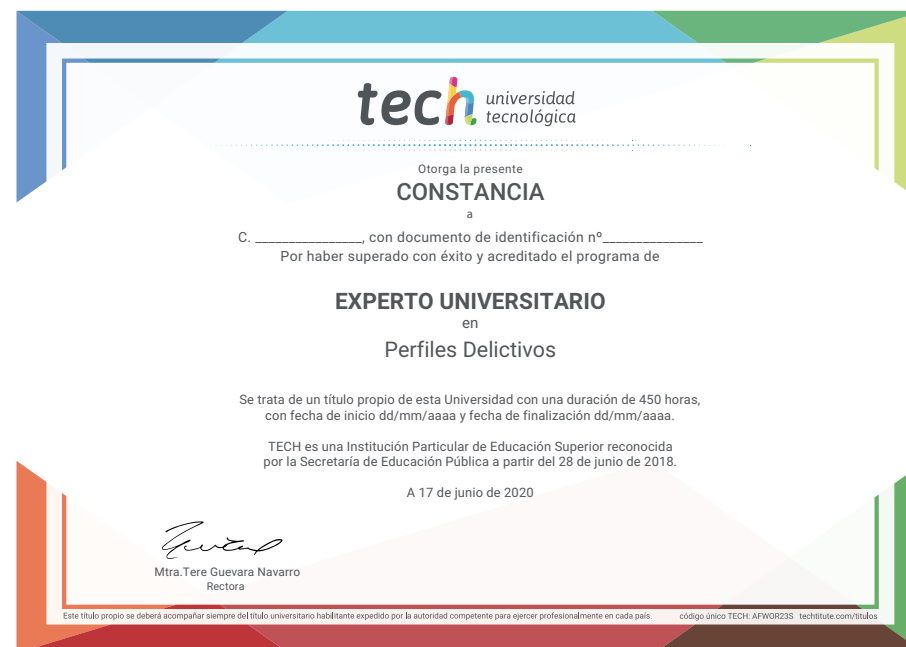 tech universidad
tecnológica
Otorga la presente
CONSTANCIA
a
C. ________________, con documento de identificación nº_______________
Por haber superado con éxito y acreditado el programa de
EXPERTO UNIVERSITARIO
en
Perfiles Delictivos
Se trata de un título propio de esta Universidad con una duración de 450 horas,
con fecha de inicio dd/mm/aaaa y fecha de finalización dd/mm/aaaa.
TECH es una Institución Particular de Educación Superior reconocida
por la Secretaría de Educación Pública a partir del 28 de junio de 2018.
A 17 de junio de 2020
Mtra.Tere Guevara Navarro
Rectora
Este título propio se deberá acompañar siempre del título universitario habilitante expedido por la autoridad competente para ejercer profesionalmente en cada país. código único TECH: AFWOR23S techtitute.com/titulos